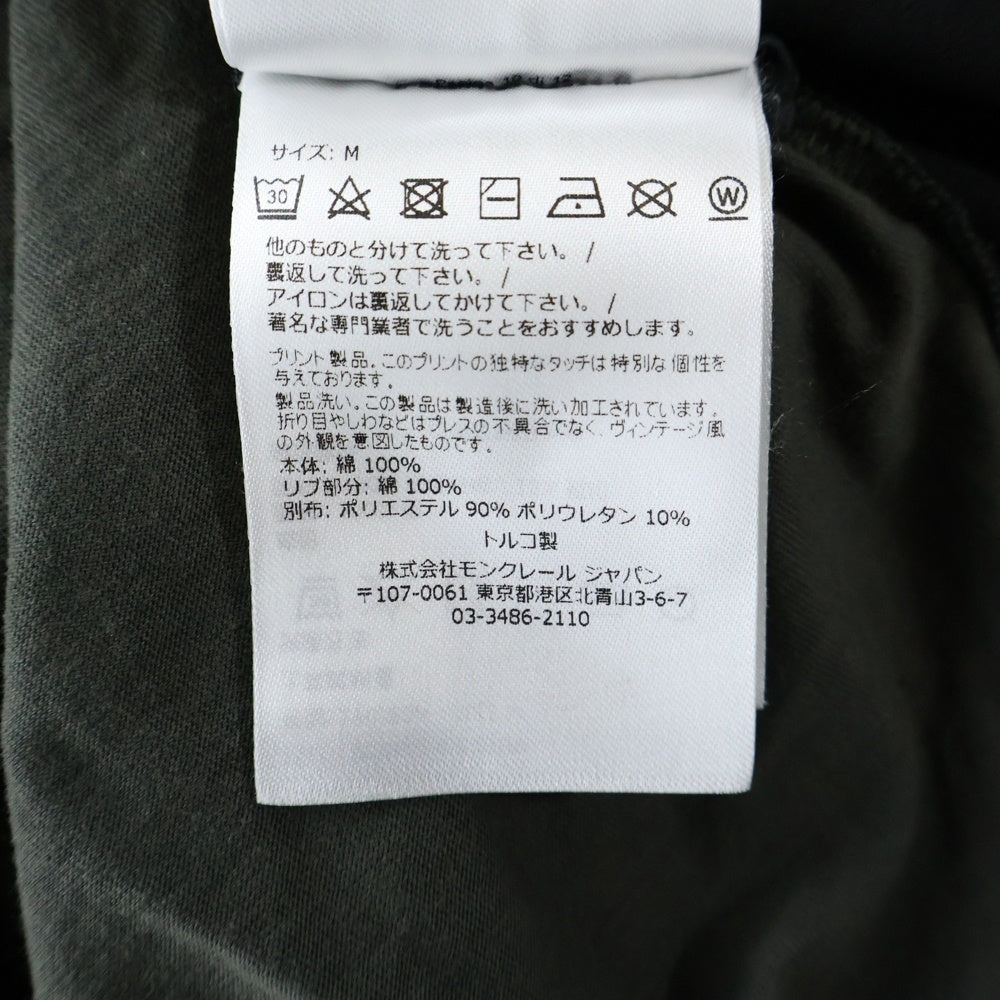 サイズ: M
30 W
他のものと分けて洗って下さい。/
裏返して洗って下さい。/
アイロンは裏返してかけて下さい。/
著名な専門業者で洗うことをおすすめします。
プリント製品。このプリントの独特なタッチは特別な個性を
与えております。
製品洗い。この製品は製造後に洗い加工されています。
折り目やしわなどはプレスの不具合でなく、ヴィンテージ風
の外観を意図したものです。
本体: 綿 100%
リブ部分: 綿 100%
別布: ポリエステル 90% ポリウレタン 10%
トルコ製
株式会社モンクレール ジャパン
〒107-0061 東京都港区北青山3-6-7
03-3486-2110